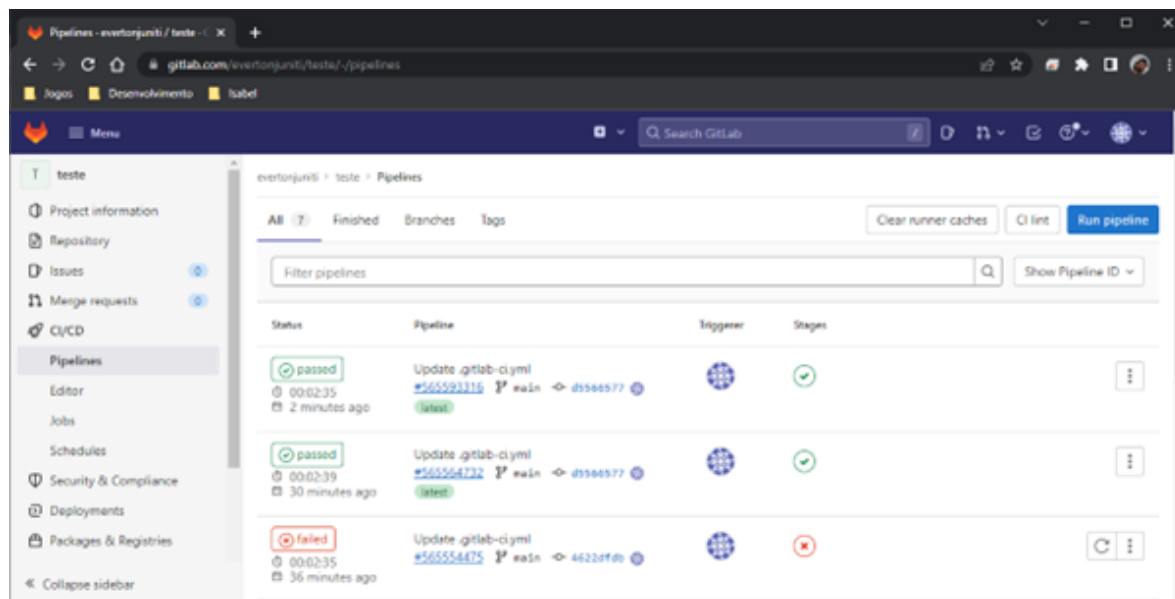 Pipelines - evertonjuniti / teste - G
gitlab.com/evertonjuniti/teste/-/pipelines
Jogos Desenvolvimento Isabel
Menu
Search GitLab
/
T teste
Project information
Repository
Issues 0
Merge requests 0
CI/CD
Pipelines
Editor
Jobs
Schedules
Security & Compliance
Deployments
Packages & Registries
Collapse sidebar
evertonjuniti > teste > Pipelines
All 7 Finished Branches Tags
Clear runner caches CI lint Run pipeline
Filter pipelines
Show Pipeline ID
Status Pipeline Triggerer Stages
passed
00:02:35
2 minutes ago
Update .gitlab-ci.yml
#565593316 main d5566577
latest
passed
00:02:39
30 minutes ago
Update .gitlab-ci.yml
#565564732 main d5566577
latest
failed
00:02:35
36 minutes ago
Update .gitlab-ci.yml
#565554475 main 4622dfdb